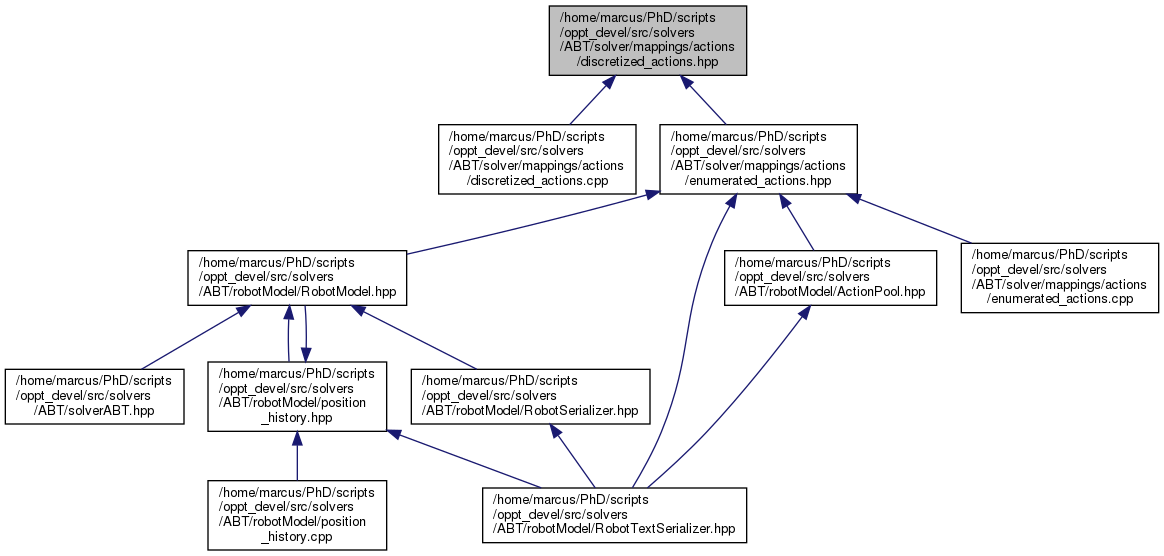 /home/marcus/PhD/scripts
/oppt_devel/src/solvers
/ABT/solver/mappings/actions
/discretized_actions.hpp
/home/marcus/PhD/scripts
/oppt_devel/src/solvers
/ABT/solver/mappings/actions
/discretized_actions.cpp
/home/marcus/PhD/scripts
/oppt_devel/src/solvers
/ABT/solver/mappings/actions
/enumerated_actions.hpp
/home/marcus/PhD/scripts
/oppt_devel/src/solvers
/ABT/robotModel/RobotModel.hpp
/home/marcus/PhD/scripts
/oppt_devel/src/solvers
/ABT/robotModel/ActionPool.hpp
/home/marcus/PhD/scripts
/oppt_devel/src/solvers
/ABT/solver/mappings/actions
/enumerated_actions.cpp
/home/marcus/PhD/scripts
/oppt_devel/src/solvers
/ABT/solverABT.hpp
/home/marcus/PhD/scripts
/oppt_devel/src/solvers
/ABT/robotModel/position
_history.hpp
/home/marcus/PhD/scripts
/oppt_devel/src/solvers
/ABT/robotModel/RobotSerializer.hpp
/home/marcus/PhD/scripts
/oppt_devel/src/solvers
/ABT/robotModel/position
_history.cpp
/home/marcus/PhD/scripts
/oppt_devel/src/solvers
/ABT/robotModel/RobotTextSerializer.hpp